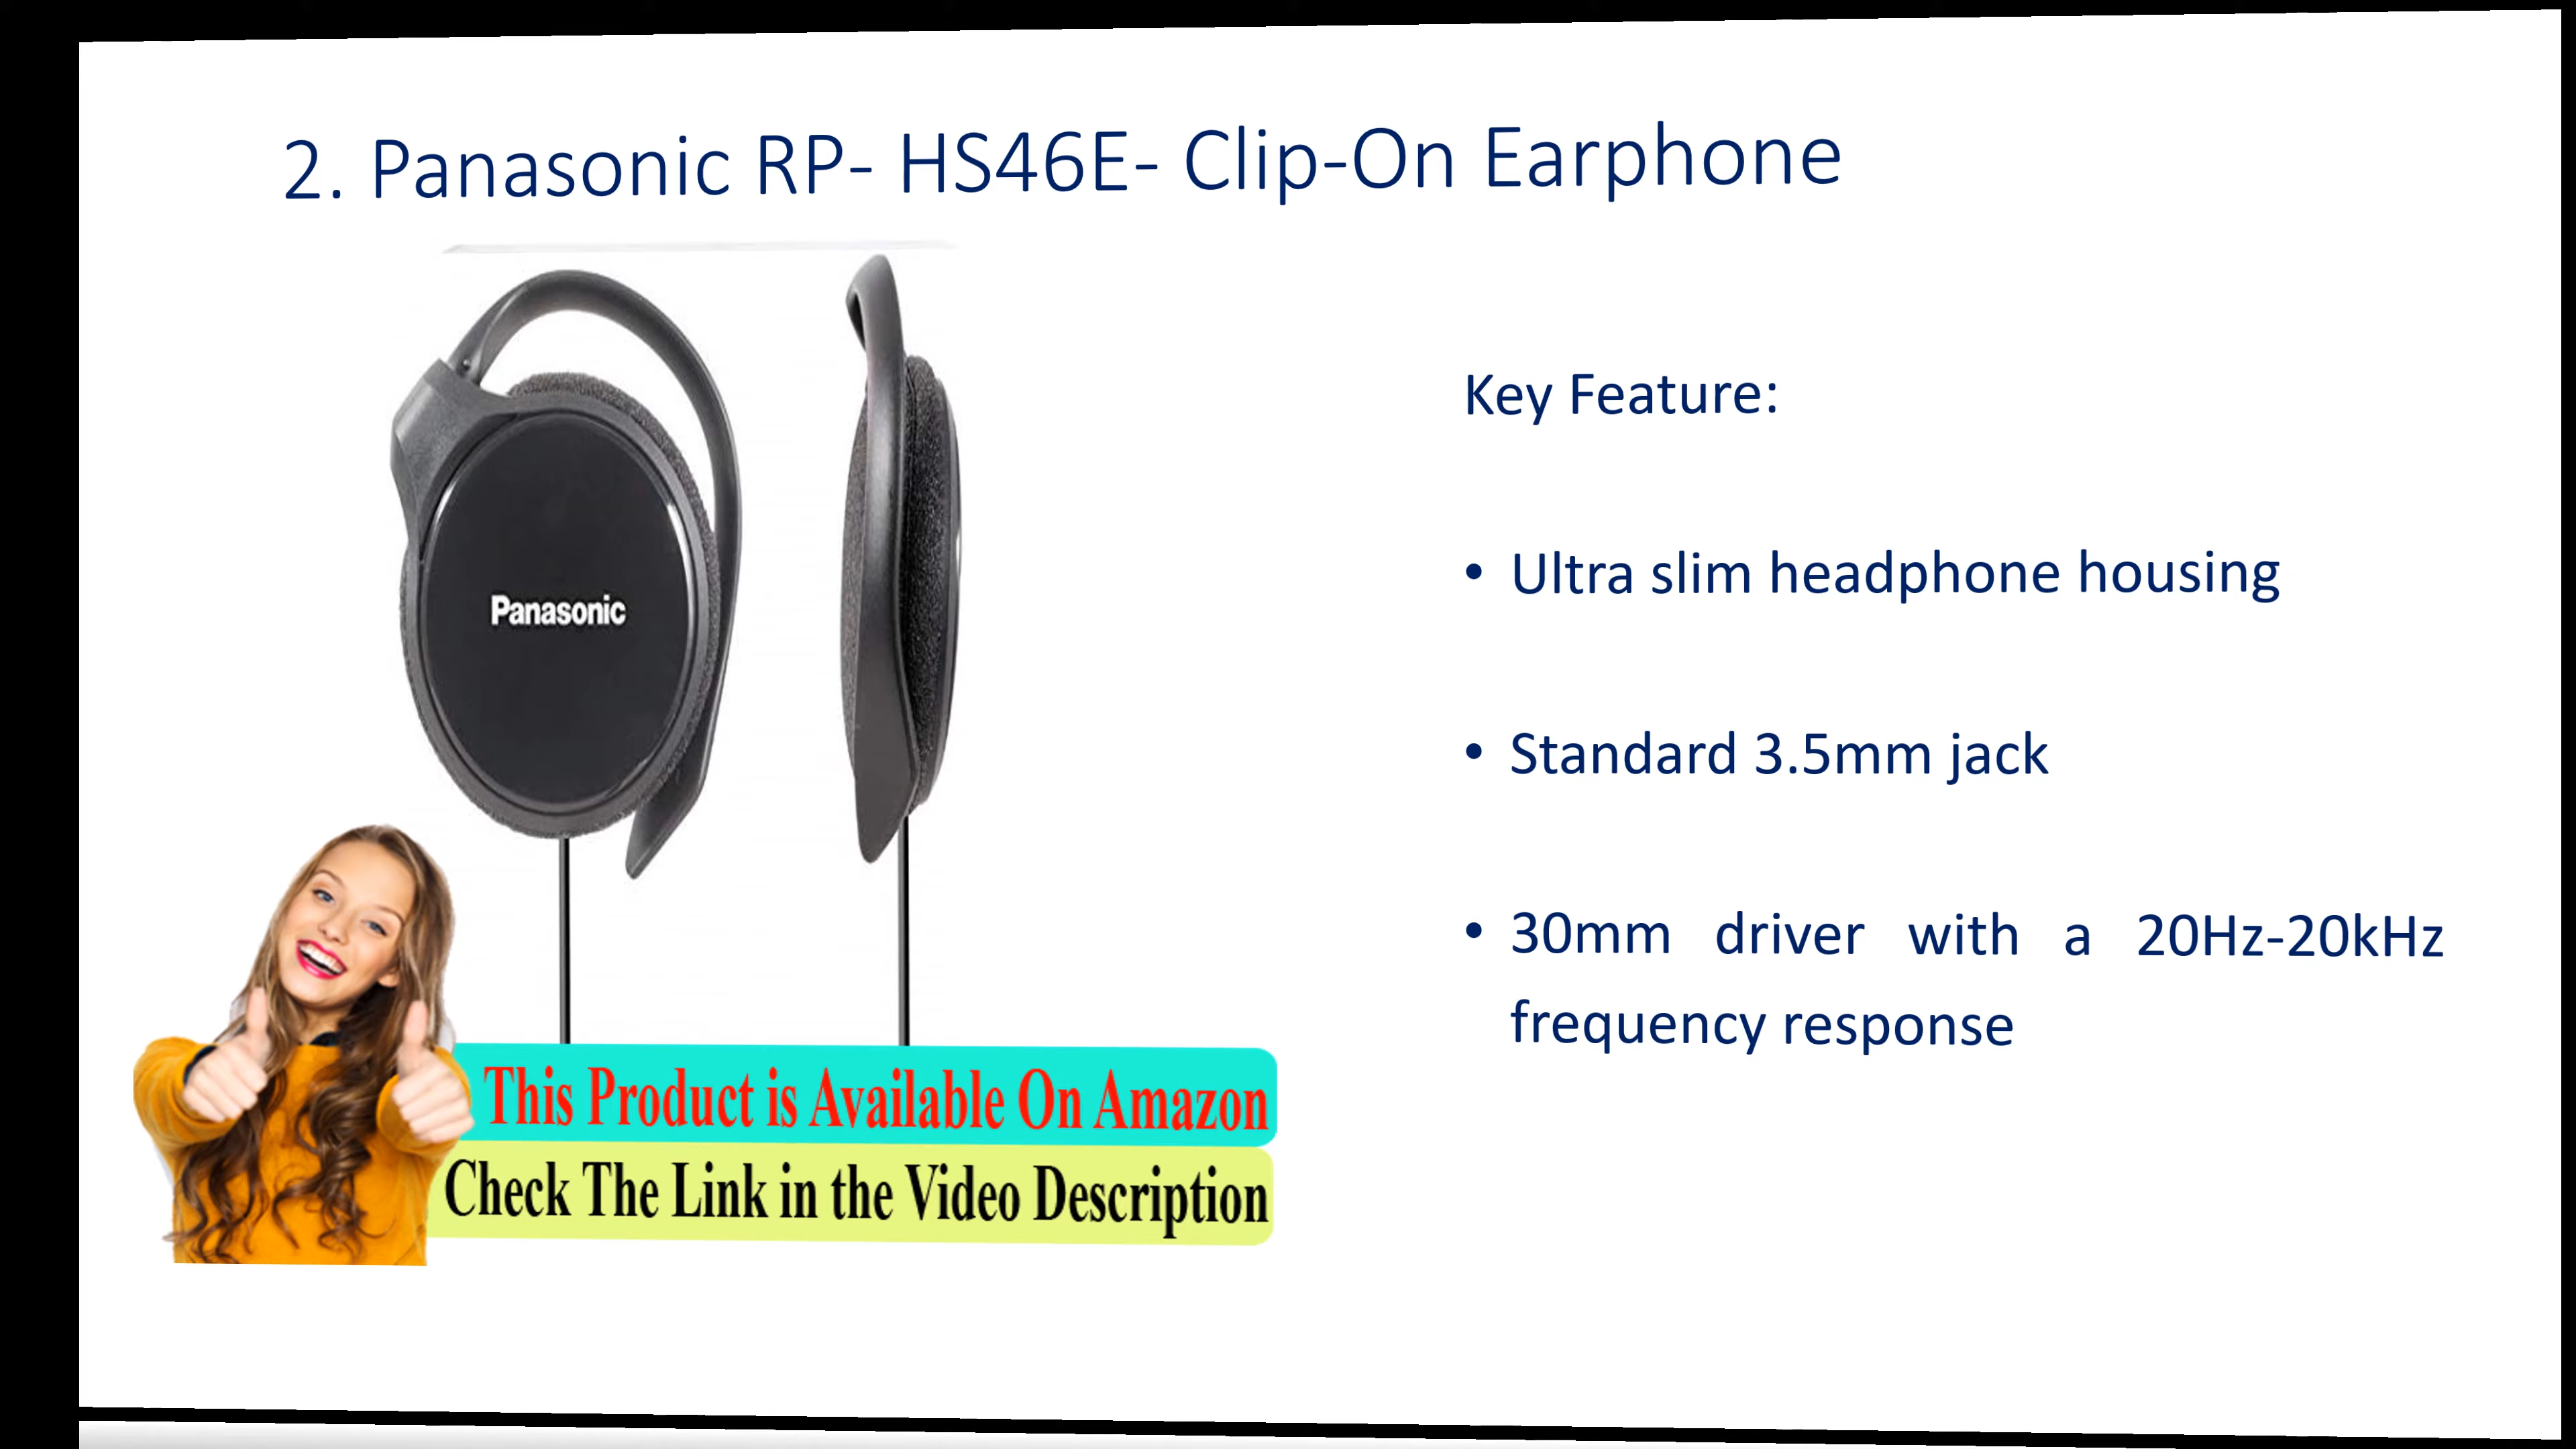 2. Panasonic RP- HS46E- Clip-On Earphone
Panasonic
Key Feature:
• Ultra slim headphone housing
• Standard 3.5mm jack
• 30mm driver with a 20Hz-20kHz
frequency response
This Product is Available On Amazon
Check The Link in the Video Description